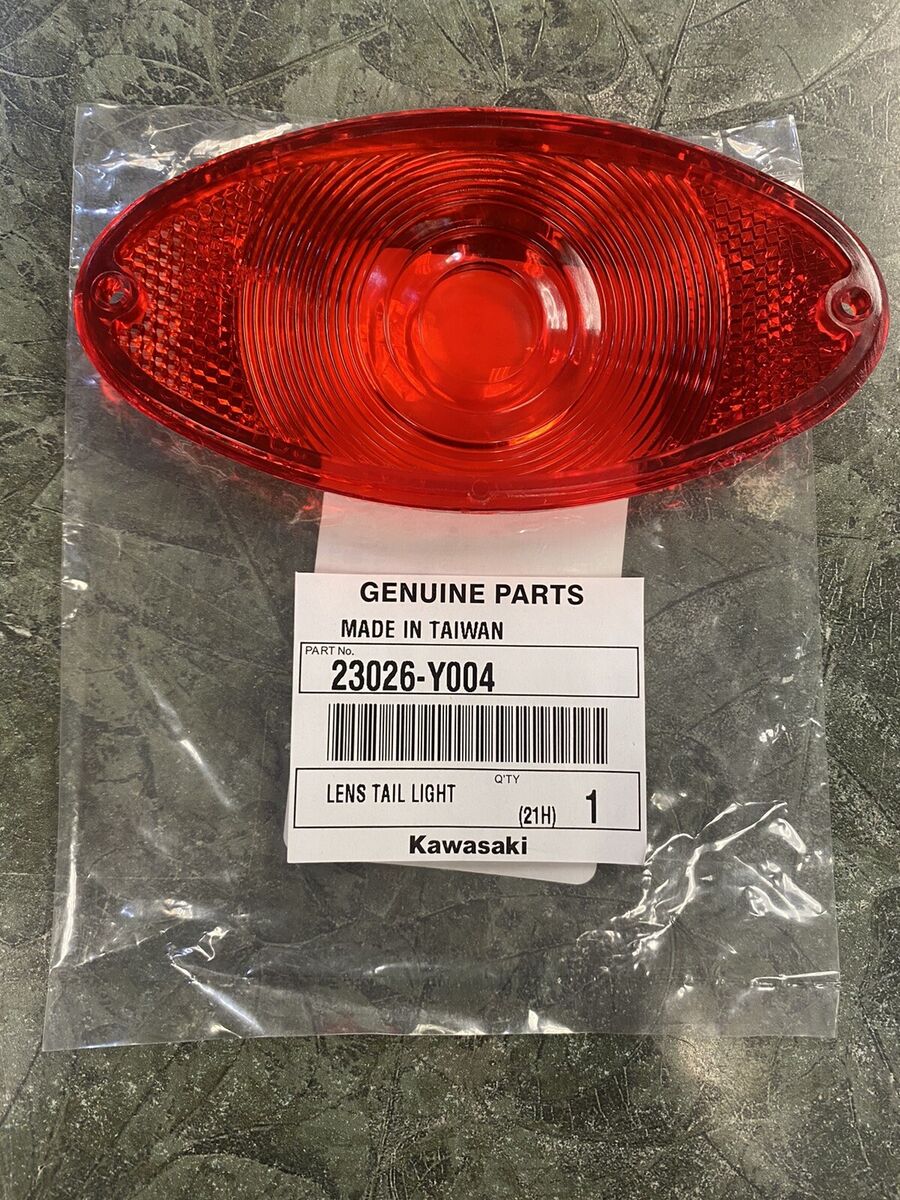 GENUINE PARTS
MADE IN TAIWAN
PART No.
23026-Y004
LENS TAIL LIGHT
Q'TY
(21H) 1
Kawasaki